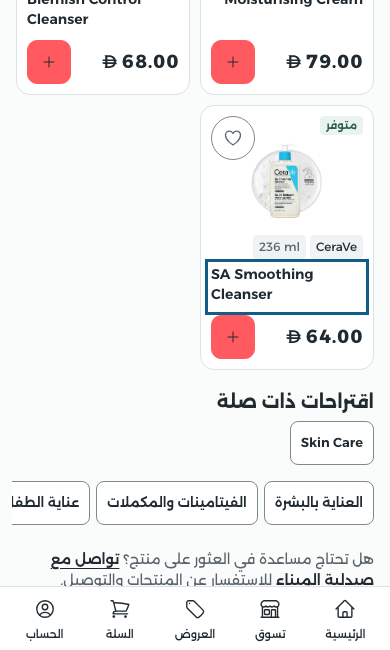 Blemish Control
Cleanser
Moisturising Cream
68.00
79.00
متوفر
CeraVe
236 ml
CeraVe
SA Smoothing
Cleanser
64.00
اقتراحات ذات صلة
Skin Care
العناية بالبشرة
الفيتامينات والمكملات
عناية الطفل
هل تحتاج مساعدة في العثور على منتج؟ تواصل مع
صيدلية الميناء للاستفسار عن المنتجات والتوصيل.
الرئيسية
تسوق
العروض
السلة
الحساب